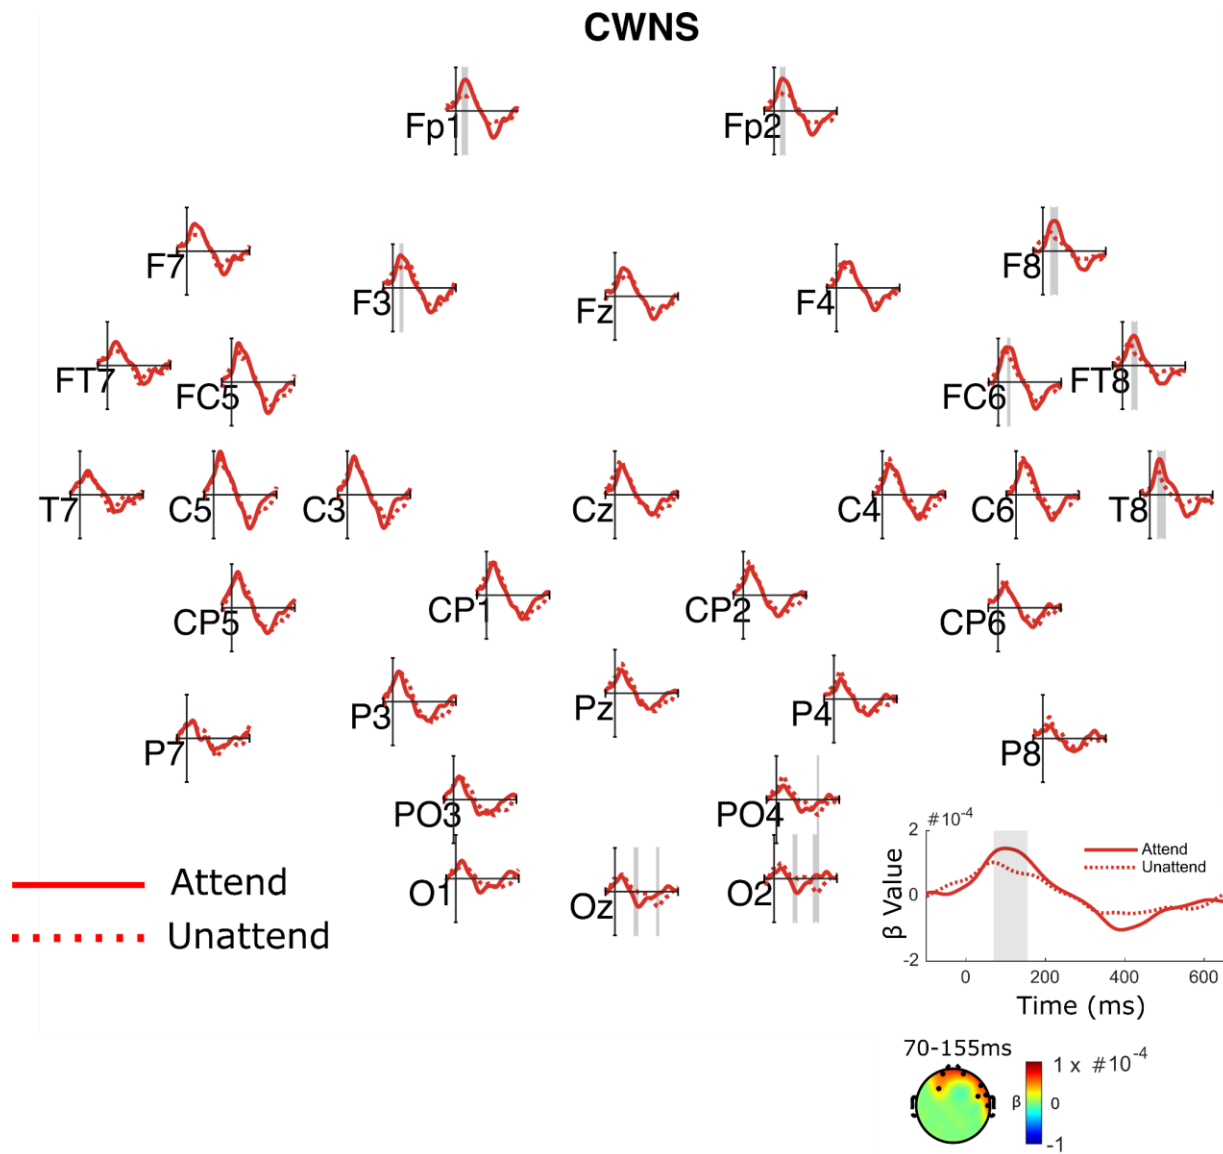 CWNS
Fp1 Fp2
F7 F8
F3 Fz F4
FT7 FC5 FC6 FT8
T7 C5 C3 Cz C4 C6 T8
CP5 CP1 CP2 CP6
P3 Pz P4
P7 P8
PO3 PO4
O1 Oz O2
Attend
Unattend
#10-4
2
0
-2
β Value
Attend
Unattend
0 200 400 600
Time (ms)
70-155ms
1 x #10-4
β 0
-1